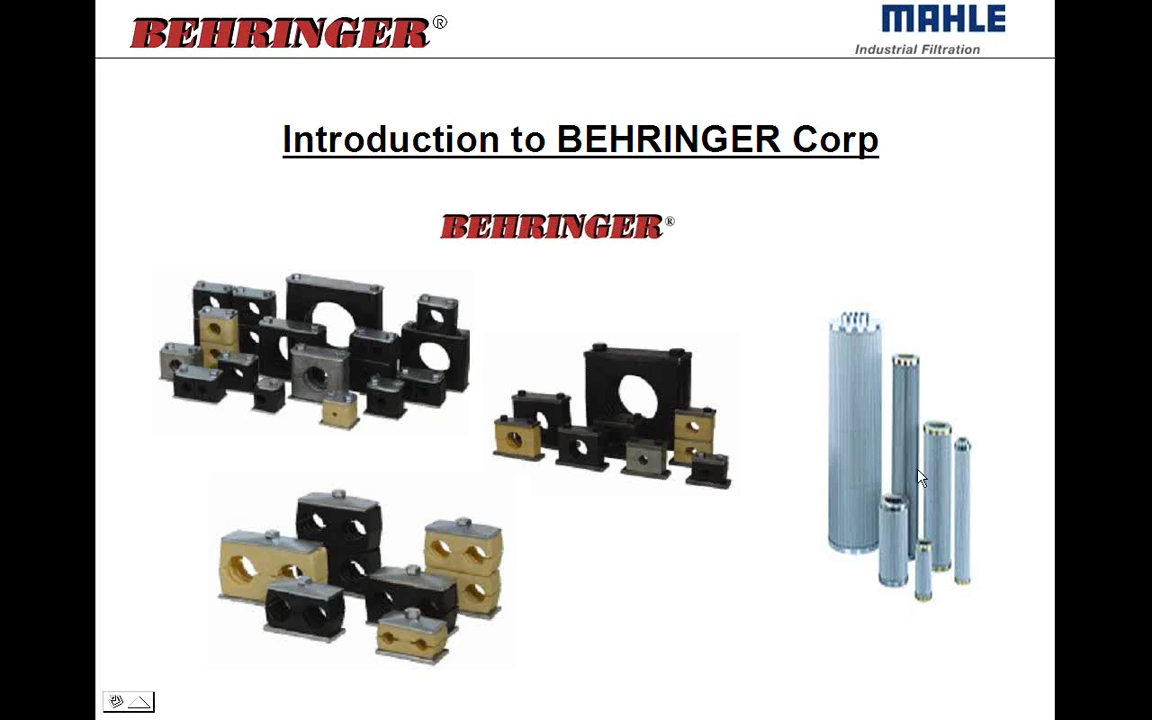 BEHRINGER®
MAHLE
Industrial Filtration
Introduction to BEHRINGER Corp
BEHRINGER®